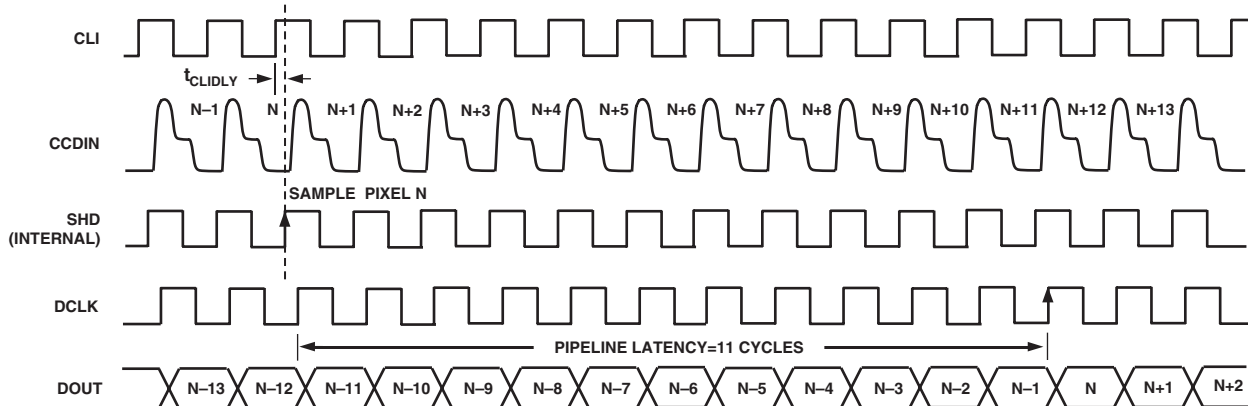 CLI
tCLIDLY
N–1 N N+1 N+2 N+3 N+4 N+5 N+6 N+7 N+8 N+9 N+10 N+11 N+12 N+13
CCDIN
SAMPLE PIXEL N
SHD
(INTERNAL)
DCLK
PIPELINE LATENCY=11 CYCLES
DOUT N–13 N–12 N–11 N–10 N–9 N–8 N–7 N–6 N–5 N–4 N–3 N–2 N–1 N N+1 N+2